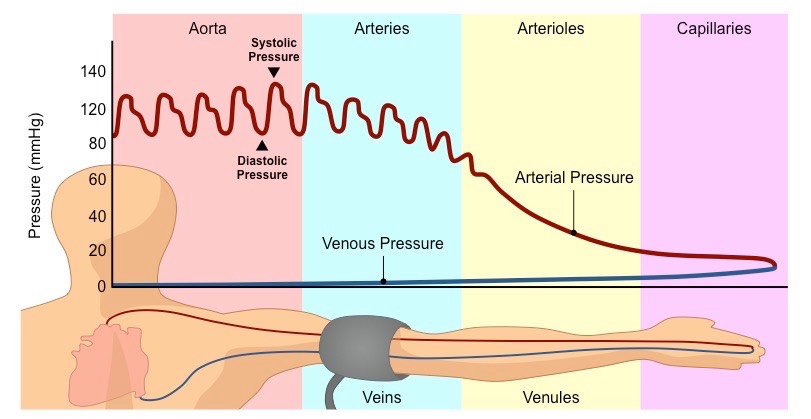 Aorta
Arteries
Arterioles
Capillaries
Systolic
Pressure
140
120
80
60
40
20
0
Pressure (mmHg)
Diastolic
Pressure
Arterial Pressure
Venous Pressure
Veins
Venules